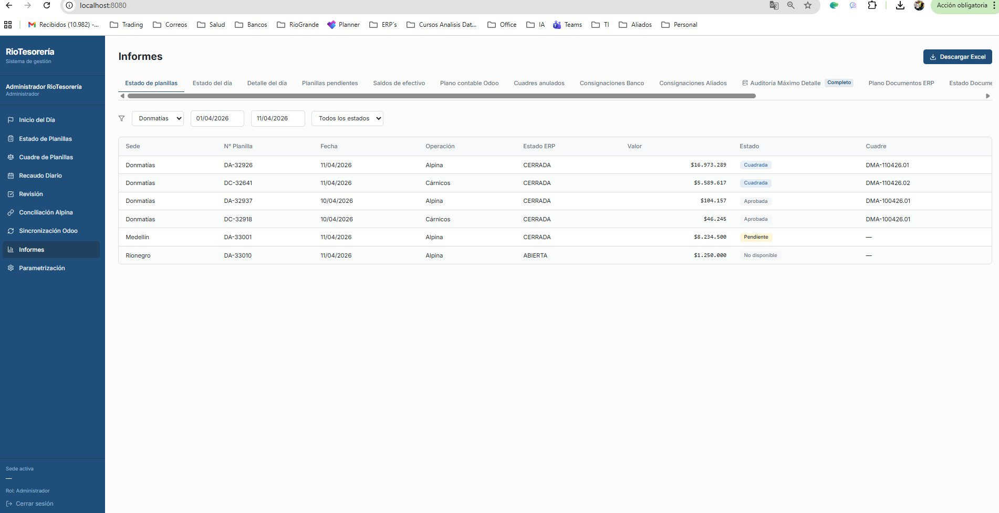 localhost:8080
Acción obligatoria
Recibidos (10.982) -...
Trading
Correos
Salud
Bancos
RioGrande
Planner
ERP´s
Cursos Analisis Dat...
Office
IA
Teams
TI
Aliados
Personal
RioTesorería
Sistema de gestión
Administrador RioTesorería
Administrador
Inicio del Día
Estado de Planillas
Cuadre de Planillas
Recaudo Diario
Revisión
Conciliación Alpina
Sincronización Odoo
Informes
Parametrización
Sede activa
—
Rol: Administrador
Cerrar sesión
Informes
Descargar Excel
Estado de planillas
Estado del día
Detalle del día
Planillas pendientes
Saldos de efectivo
Plano contable Odoo
Cuadres anulados
Consignaciones Banco
Consignaciones Aliados
Auditoría Máximo Detalle Completo
Plano Documentos ERP
Estado Docume
Donmatías
01/04/2026
11/04/2026
Todos los estados
Sede N° Planilla Fecha Operación Estado ERP Valor Estado Cuadre
Donmatías DA-32926 11/04/2026 Alpina CERRADA $16.973.289 Cuadrada DMA-110426.01
Donmatías DC-32641 11/04/2026 Cárnicos CERRADA $5.589.617 Cuadrada DMA-110426.02
Donmatías DA-32937 10/04/2026 Alpina CERRADA $104.157 Aprobada DMA-100426.01
Donmatías DC-32918 10/04/2026 Cárnicos CERRADA $46.245 Aprobada DMA-100426.01
Medellín DA-33001 11/04/2026 Alpina CERRADA $8.234.500 Pendiente —
Rionegro DA-33010 11/04/2026 Alpina ABIERTA $1.250.000 No disponible —